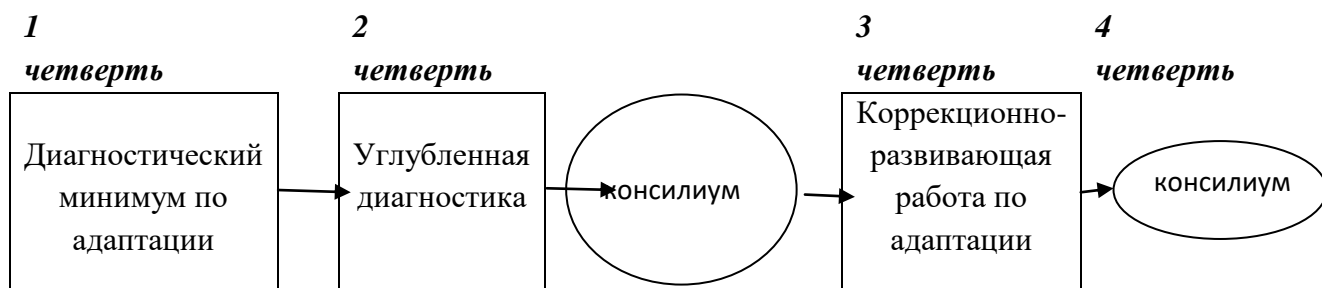 1
четверть
2
четверть
3
четверть
4
четверть
Диагностический
минимум по
адаптации
Углубленная
диагностика
консилиум
Коррекционно-
развивающая
работа по
адаптации
консилиум